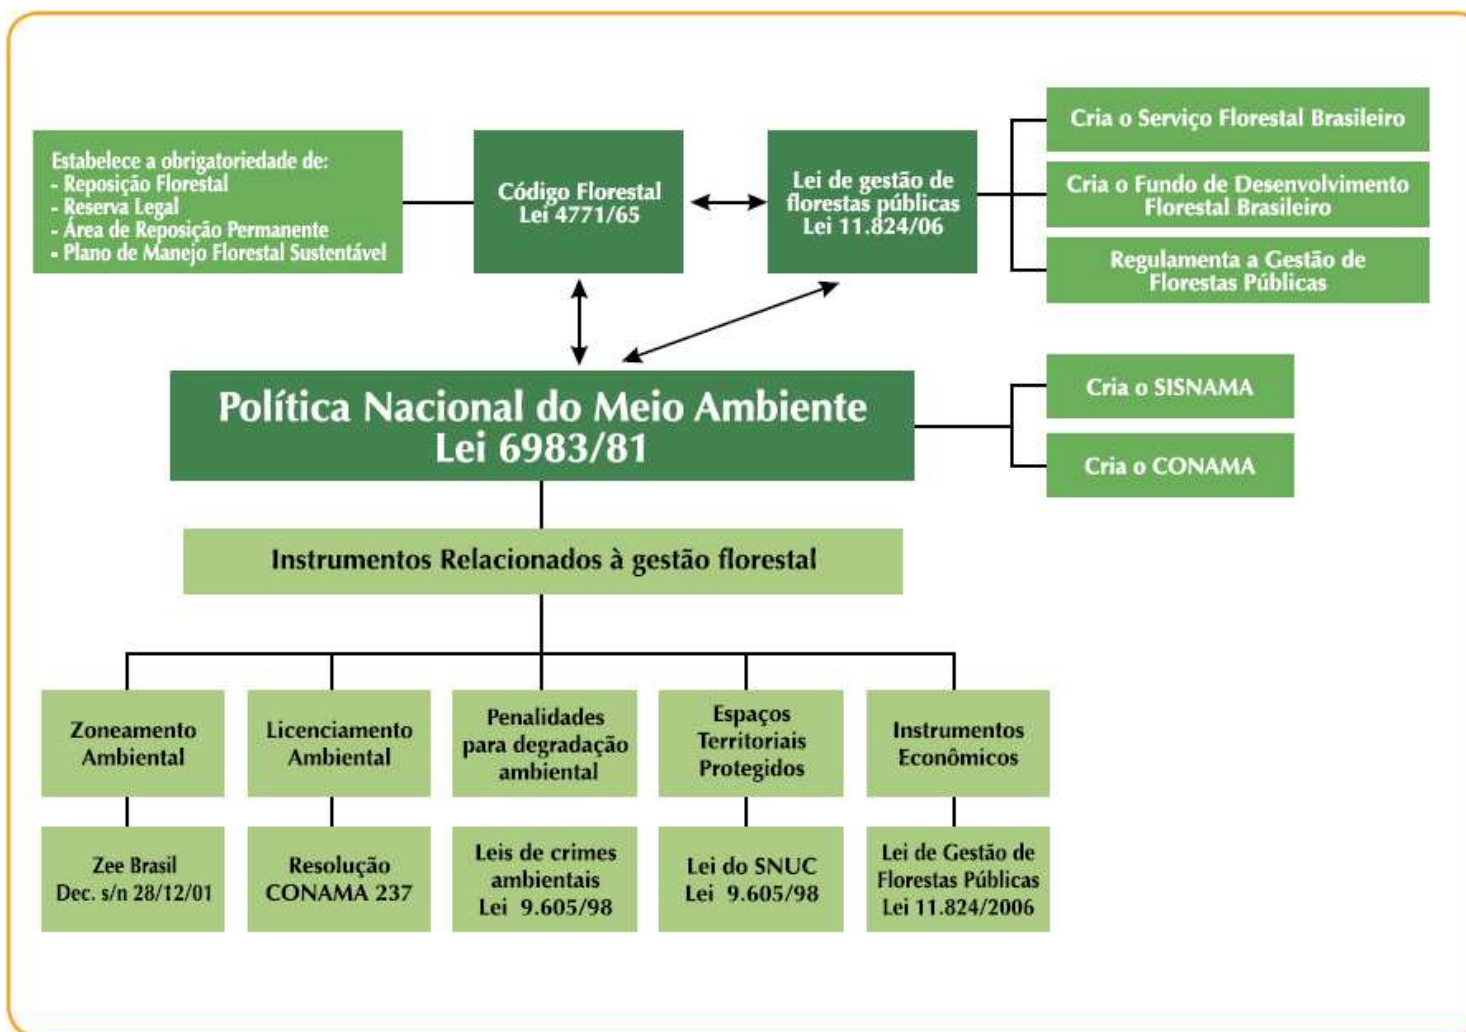 Estabelece a obrigatoriedade de:
- Reposição Florestal
- Reserva Legal
- Área de Reposição Permanente
- Plano de Manejo Florestal Sustentável
Código Florestal
Lei 4771/65
Lei de gestão de
florestas públicas
Lei 11.824/06
Cria o Serviço Florestal Brasileiro
Cria o Fundo de Desenvolvimento
Florestal Brasileiro
Regulamenta a Gestão de
Florestas Públicas
Política Nacional do Meio Ambiente
Lei 6983/81
Cria o SISNAMA
Cria o CONAMA
Instrumentos Relacionados à gestão florestal
Zoneamento
Ambiental
Licenciamento
Ambiental
Penalidades
para degradação
ambiental
Espaços
Territoriais
Protegidos
Instrumentos
Econômicos
Zee Brasil
Dec. s/n 28/12/01
Resolução
CONAMA 237
Leis de crimes
ambientais
Lei 9.605/98
Lei do SNUC
Lei 9.605/98
Lei de Gestão de
Florestas Públicas
Lei 11.824/2006